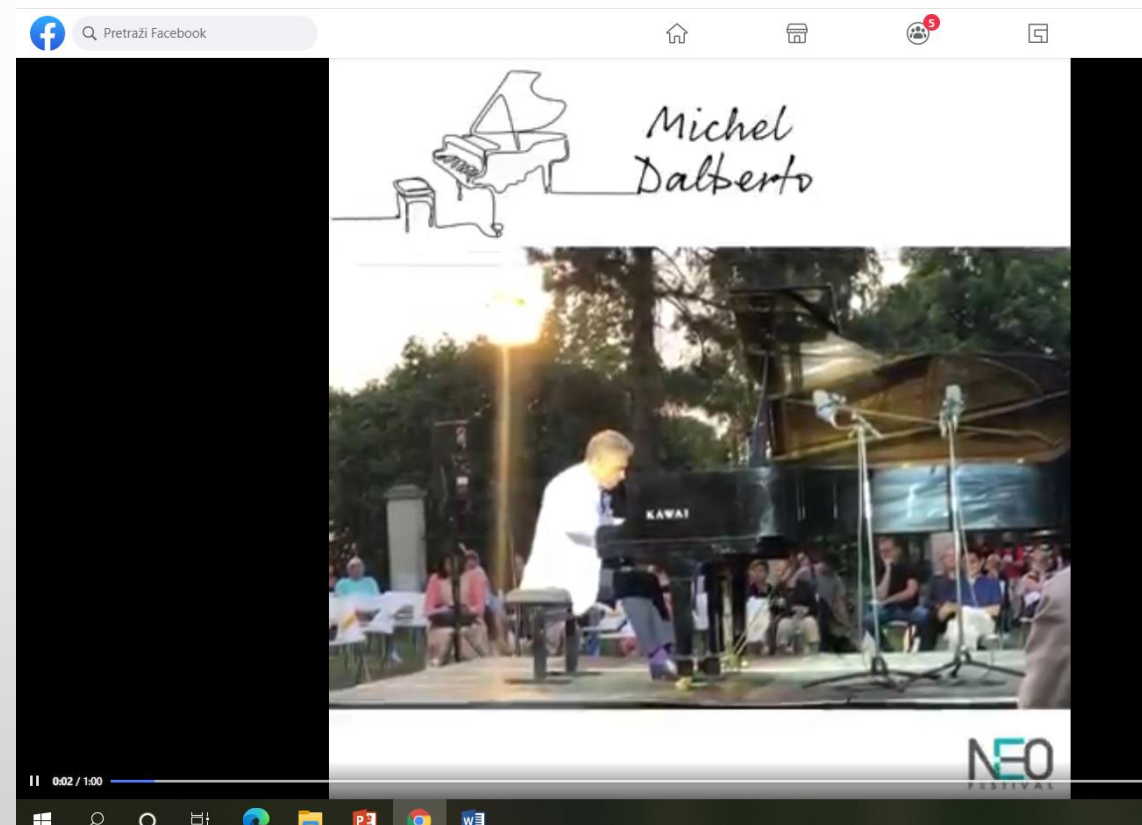 Pretraži Facebook
5
Michel
Dalberto
KAWAI
NEO
FESTIVAL
0:02 / 1:00